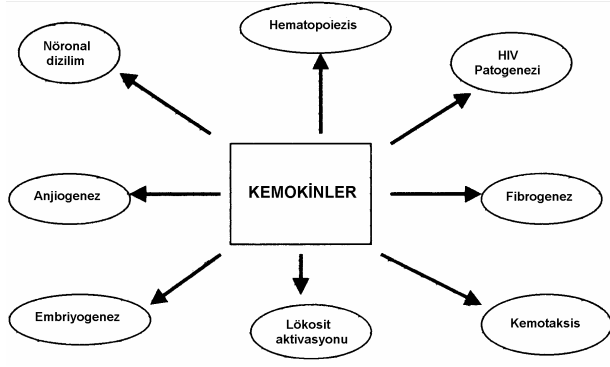 Hematopoiezis
Nöronal
dizilim
HIV
Patogenezi
Anjiogenez
KEMOKİNLER
Fibrogenez
Embriyogenez
Lökosit
aktivasyonu
Kemotaksis